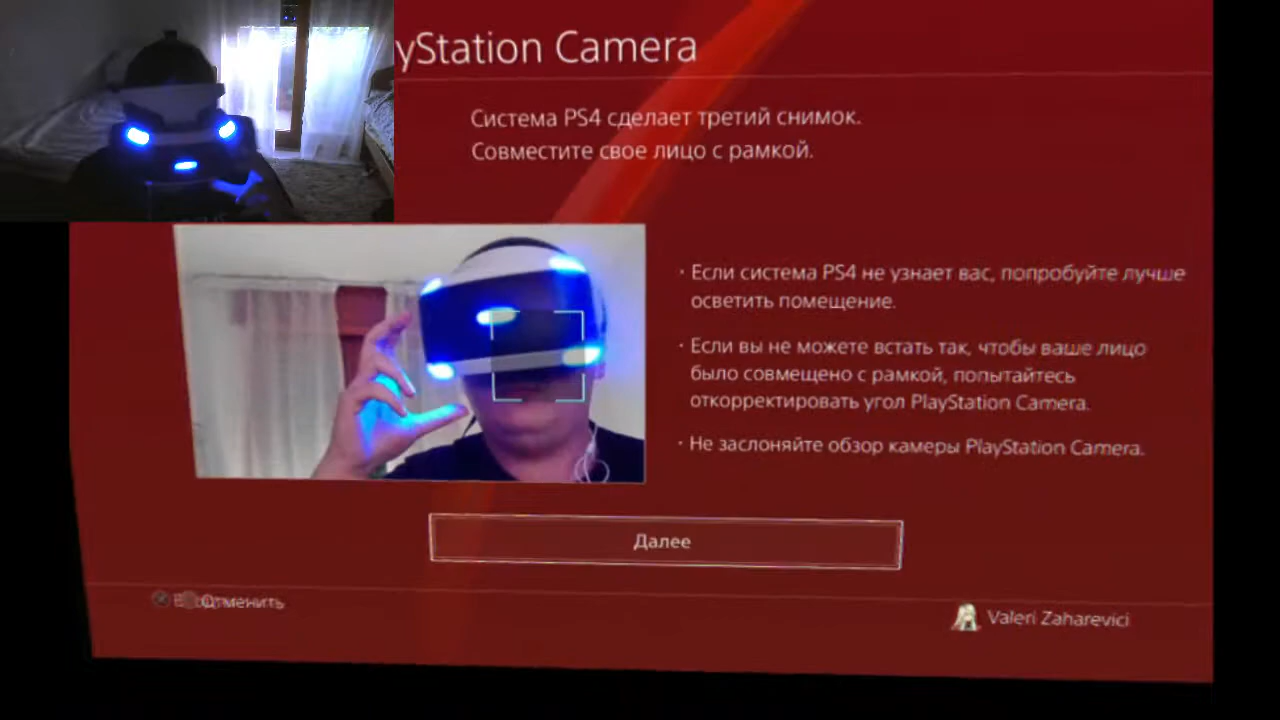 yStation Camera
Система PS4 сделает третий снимок.
Совместите свое лицо с рамкой.
· Если система PS4 не узнает вас, попробуйте лучше
осветить помещение.
· Если вы не можете встать так, чтобы ваше лицо
было совмещено с рамкой, попытайтесь
откорректировать угол PlayStation Camera.
· Не заслоняйте обзор камеры PlayStation Camera.
Далее
Отменить
Valeri Zaharevici